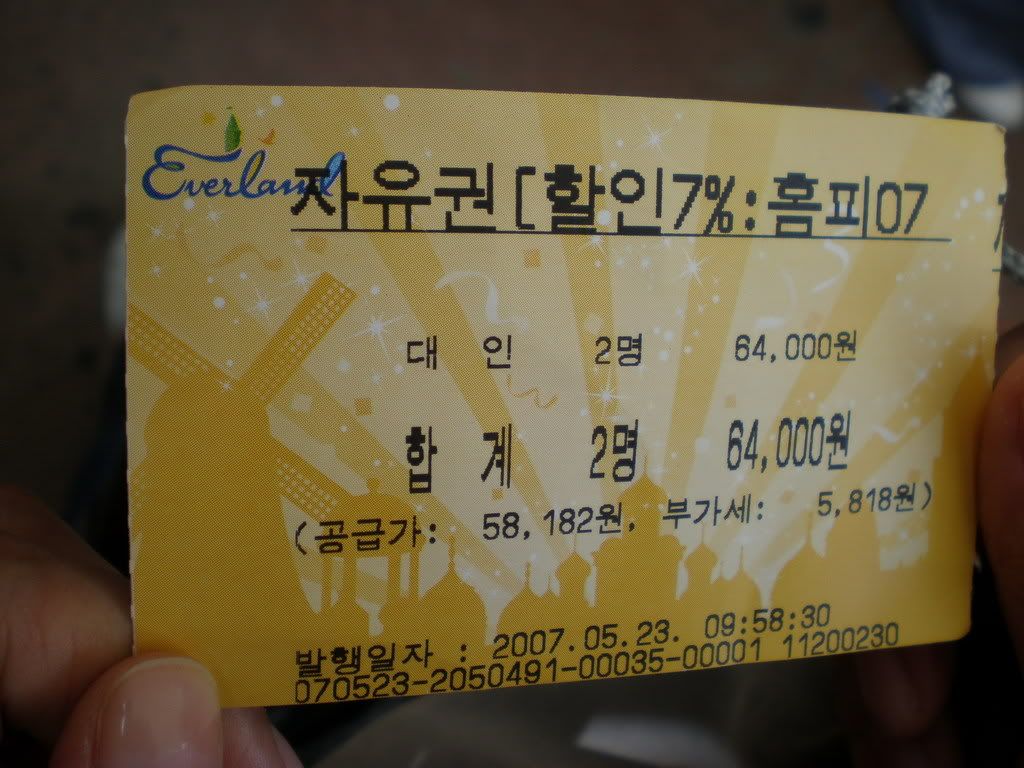 Everland
자유권[할인7%:홈피07
대 인 2명 64,000원
합 계 2명 64,000원
(공급가: 58,182원, 부가세: 5,818원)
발행일자 : 2007.05.23. 09:58:30
070523-2050491-00035-00001 11200230